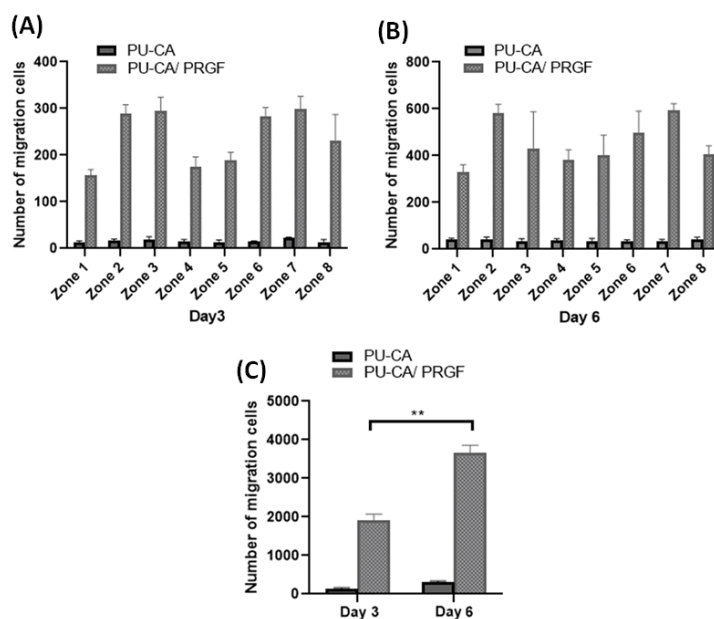 (A)
PU-CA
PU-CA/ PRGF
Number of migration cells
400
300
200
100
0
Zone 1
Zone 2
Zone 3
Zone 4
Zone 5
Zone 6
Zone 7
Zone 8
Day3
(B)
PU-CA
PU-CA/ PRGF
Number of migration cells
800
600
400
200
0
Zone 1
Zone 2
Zone 3
Zone 4
Zone 5
Zone 6
Zone 7
Zone 8
Day 6
(C)
PU-CA
PU-CA/ PRGF
Number of migration cells
5000
4000
3000
2000
1000
0
**
Day 3
Day 6